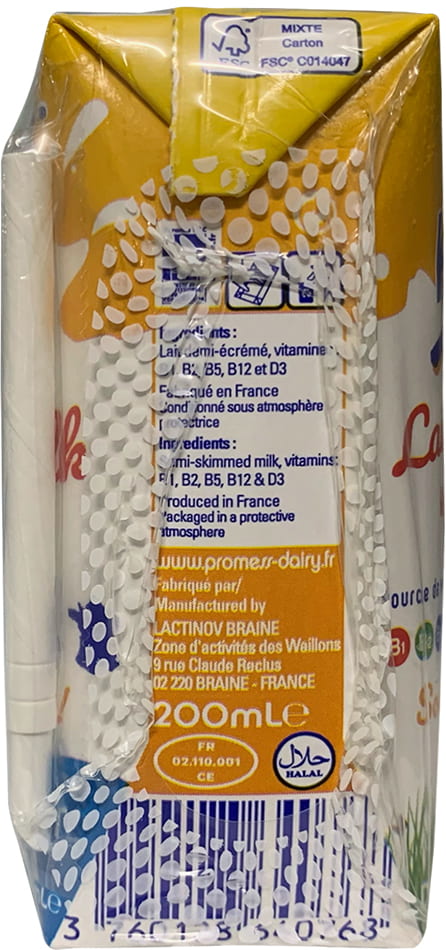 MIXTE
Carton
FSC FSC® C014047
Ingrédients :
Lait demi-écrémé, vitamines
B1, B2, B5, B12 et D3
Fabriqué en France
Conditionné sous atmosphère
protectrice
Ingredients :
Semi-skimmed milk, vitamins:
B1, B2, B5, B12 & D3
Produced in France
Packaged in a protective
atmosphere
www.promess-dairy.fr
Fabriqué par/
Manufactured by
LACTINOV BRAINE
Zone d'activités des Waillons
9 rue Claude Reclus
02 220 BRAINE - FRANCE
200mL℮
FR
02.110.001
CE
حلال
HALAL
B1